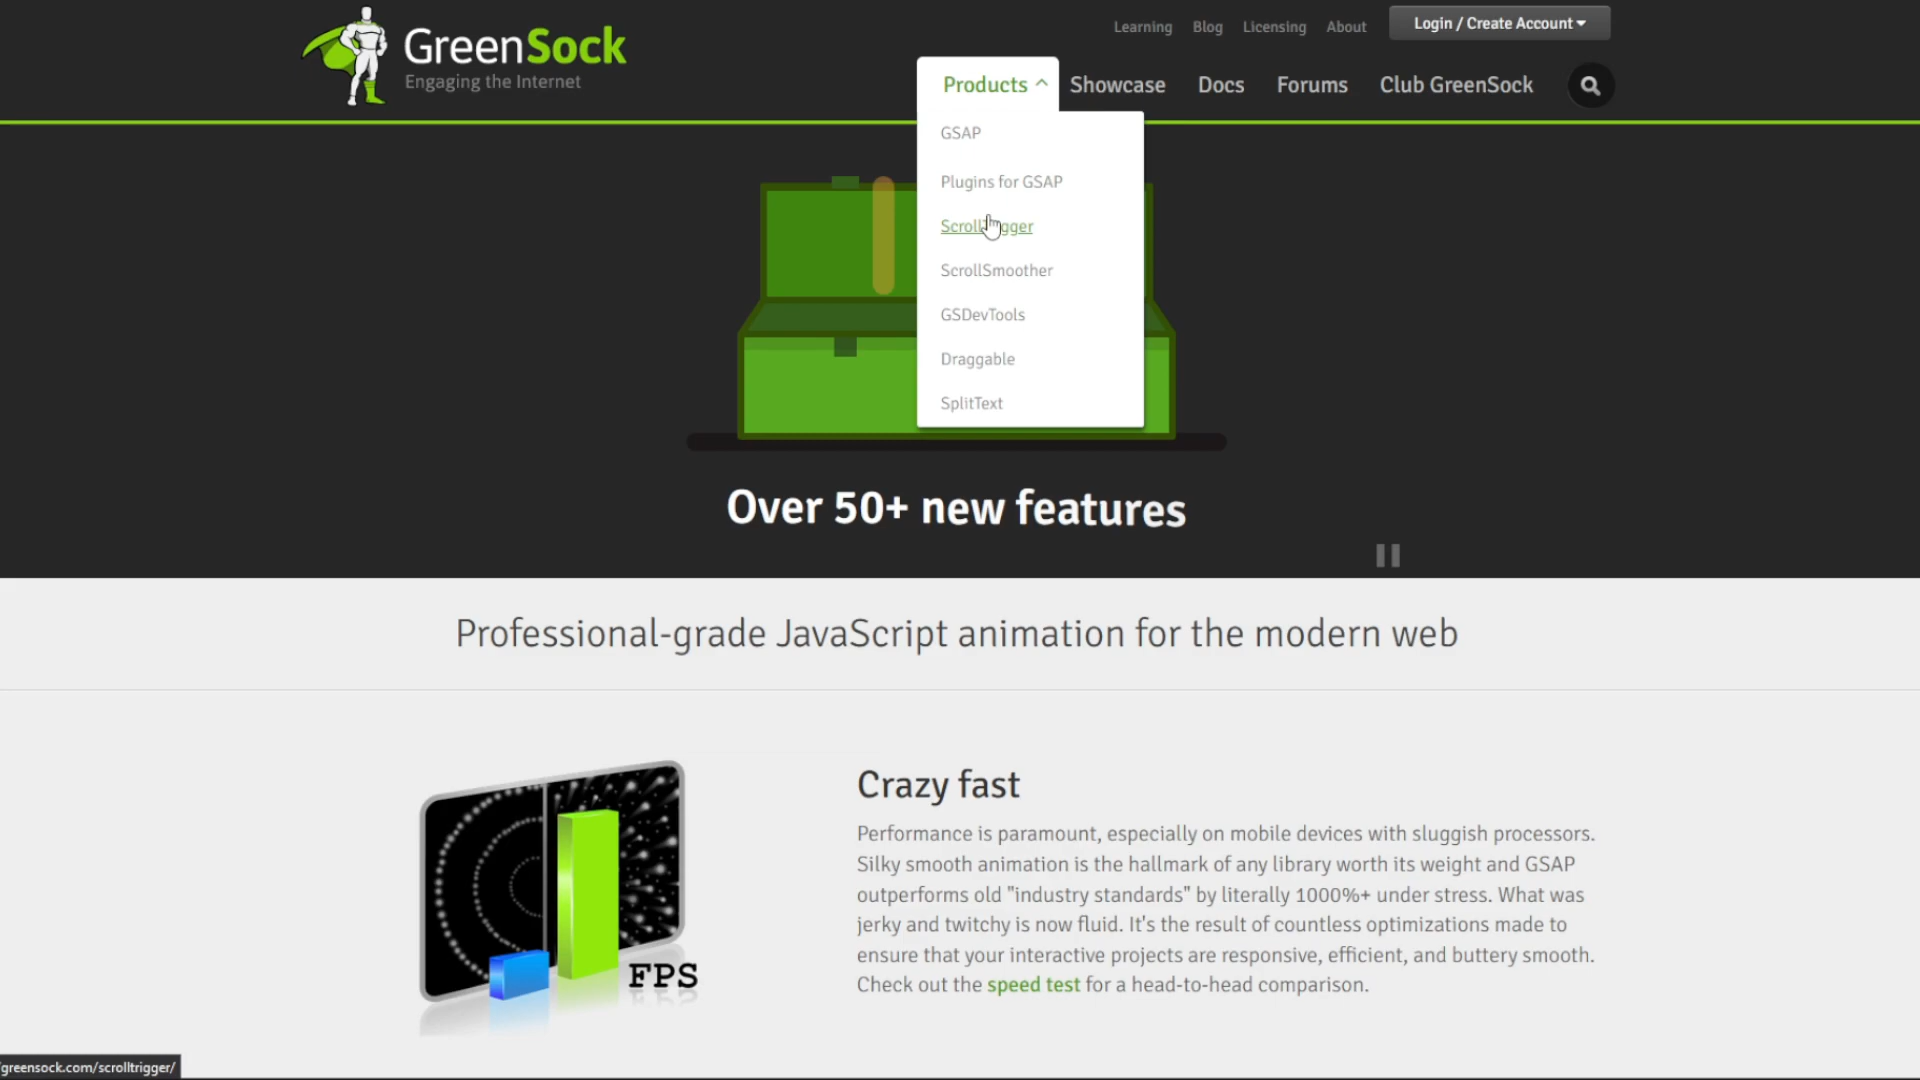 GreenSock
Engaging the Internet
Learning Blog Licensing About Login / Create Account
Products Showcase Docs Forums Club GreenSock
GSAP
Plugins for GSAP
ScrollTrigger
ScrollSmoother
GSDevTools
Draggable
SplitText
Over 50+ new features
Professional-grade JavaScript animation for the modern web
FPS
Crazy fast
Performance is paramount, especially on mobile devices with sluggish processors.
Silky smooth animation is the hallmark of any library worth its weight and GSAP
outperforms old "industry standards" by literally 1000%+ under stress. What was
jerky and twitchy is now fluid. It's the result of countless optimizations made to
ensure that your interactive projects are responsive, efficient, and buttery smooth.
Check out the speed test for a head-to-head comparison.
greensock.com/scrolltrigger/